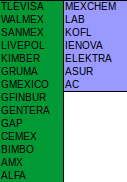 TLEVISA
WALMEX
SANMEX
LIVEPOL
KIMBER
GRUMA
GMEXICO
GFINBUR
GENTERA
GAP
CEMEX
BIMBO
AMX
ALFA
MEXCHEM
LAB
KOFL
IENOVA
ELEKTRA
ASUR
AC